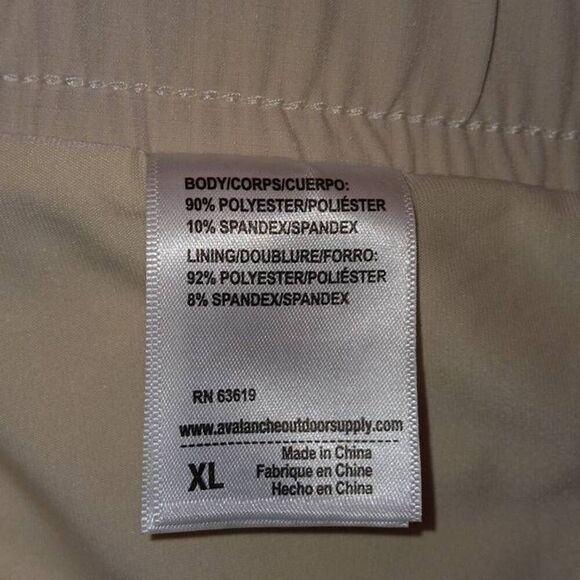 BODY/CORPS/CUERPO:
90% POLYESTER/POLIÉSTER
10% SPANDEX/SPANDEX
LINING/DOUBLURE/FORRO:
92% POLYESTER/POLIÉSTER
8% SPANDEX/SPANDEX
RN 63619
www.avalancheoutdoorsupply.com
XL
Made in China
Fabrique en Chine
Hecho en China